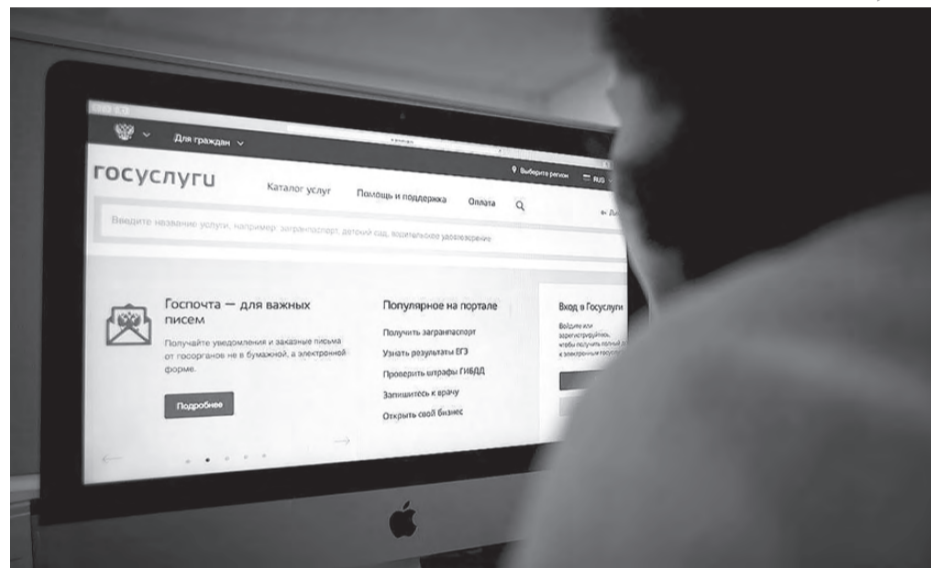 Для граждан
Выберите регион
RUS
госуслуги
Каталог услуг
Помощь и поддержка
Оплата
Введите название услуги, например: загранпаспорт, детский сад, водительское удостоверение
Госпочта — для важных
писем
Получайте уведомления и заказные письма
от госорганов не в бумажной, а электронной
форме.
Подробнее
Популярное на портале
Получить загранпаспорт
Узнать результаты ЕГЭ
Проверить штрафы ГИБДД
Запишитесь к врачу
Открыть свой бизнес
Вход в Госуслуги
Войдите или
зарегистрируйтесь,
чтобы получить полный
к электронным